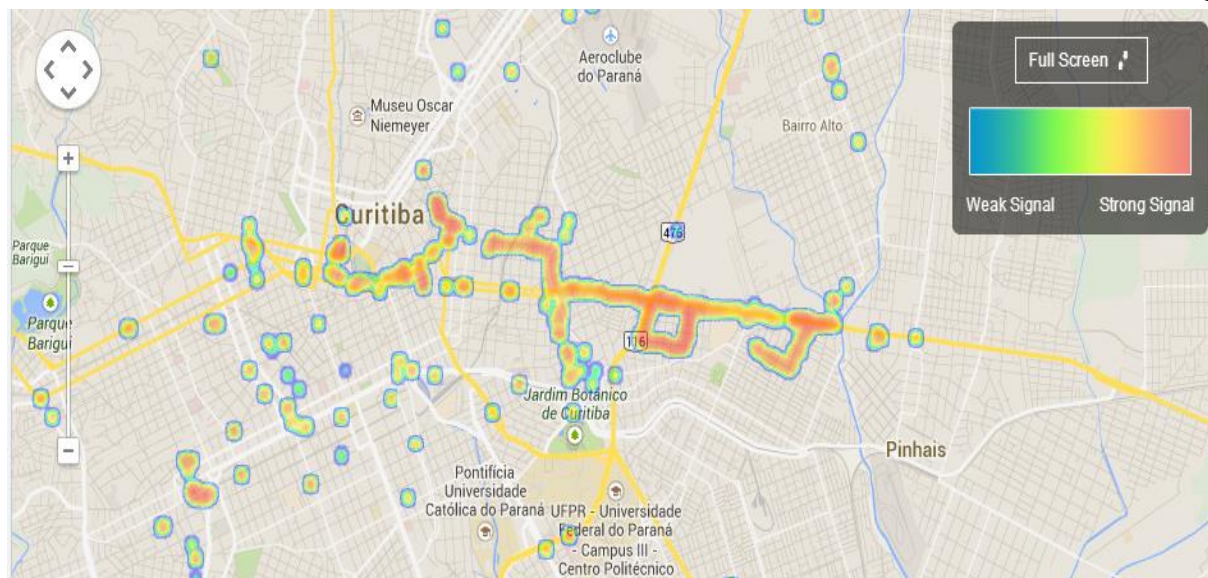 Aeroclube
do Paraná
Full Screen
Museu Oscar
Niemeyer
Bairro Alto
Weak Signal
Strong Signal
Curitiba
476
Parque
Barigui
Parque
Barigui
116
Jardim Botânico
de Curitiba
Pinhais
Pontifícia
Universidade
Católica do Paraná
UFPR - Universidade
Federal do Paraná
- Campus III -
Centro Politécnico